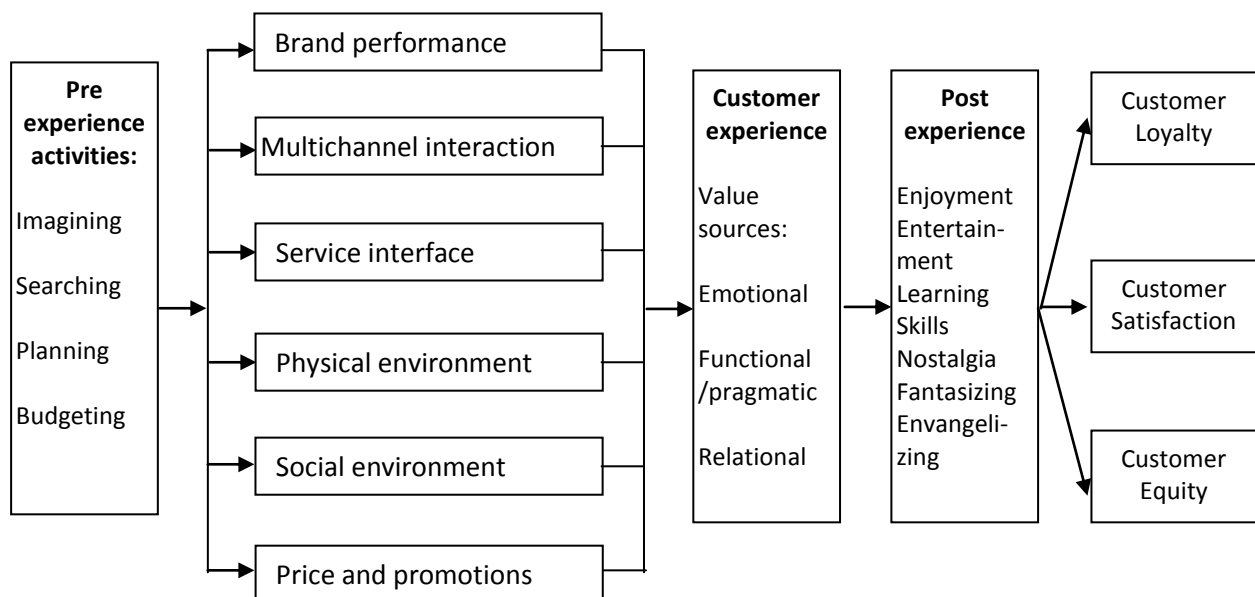 Pre
experience
activities:
Imagining
Searching
Planning
Budgeting
Brand performance
Multichannel interaction
Service interface
Physical environment
Social environment
Price and promotions
Customer
experience
Value
sources:
Emotional
Functional
/pragmatic
Relational
Post
experience
Enjoyment
Entertain-
ment
Learning
Skills
Nostalgia
Fantasizing
Envangeli-
zing
Customer
Loyalty
Customer
Satisfaction
Customer
Equity